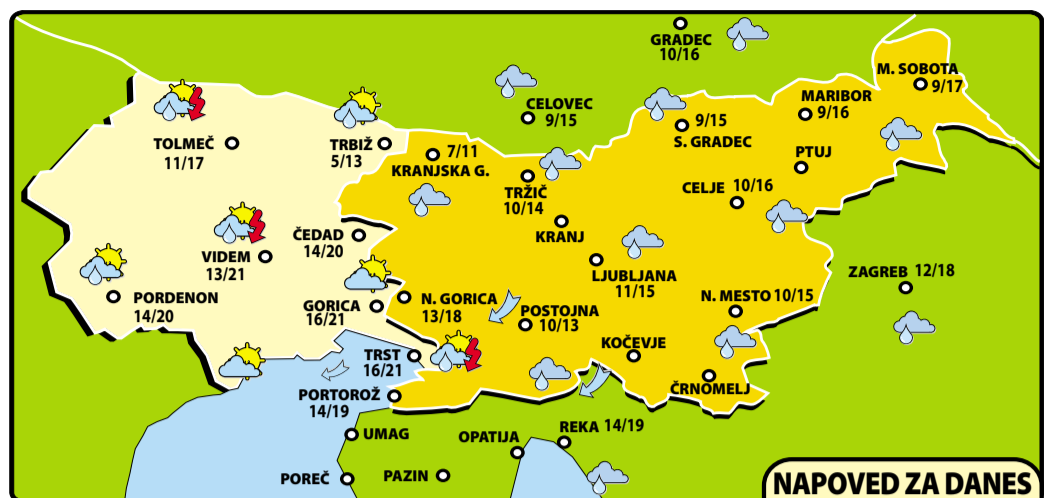 GRADEC
10/16
M. SOBOTA
9/17
MARIBOR
9/16
CELOVEC
9/15
9/15
S. GRADEC
TOLMEČ
11/17
TRBIŽ
5/13
7/11
KRANJSKA G.
PTUJ
TRŽIČ
10/14
CELJE 10/16
KRANJ
ČEDAD
14/20
VIDEM
13/21
LJUBLJANA
11/15
ZAGREB 12/18
PORDENON
14/20
GORICA
16/21
N. GORICA
13/18
POSTOJNA
10/13
N. MESTO 10/15
KOČEVJE
TRST
16/21
ČRNOMELJ
PORTOROŽ
14/19
UMAG
OPATIJA
REKA 14/19
POREČ
PAZIN
NAPOVED ZA DANES